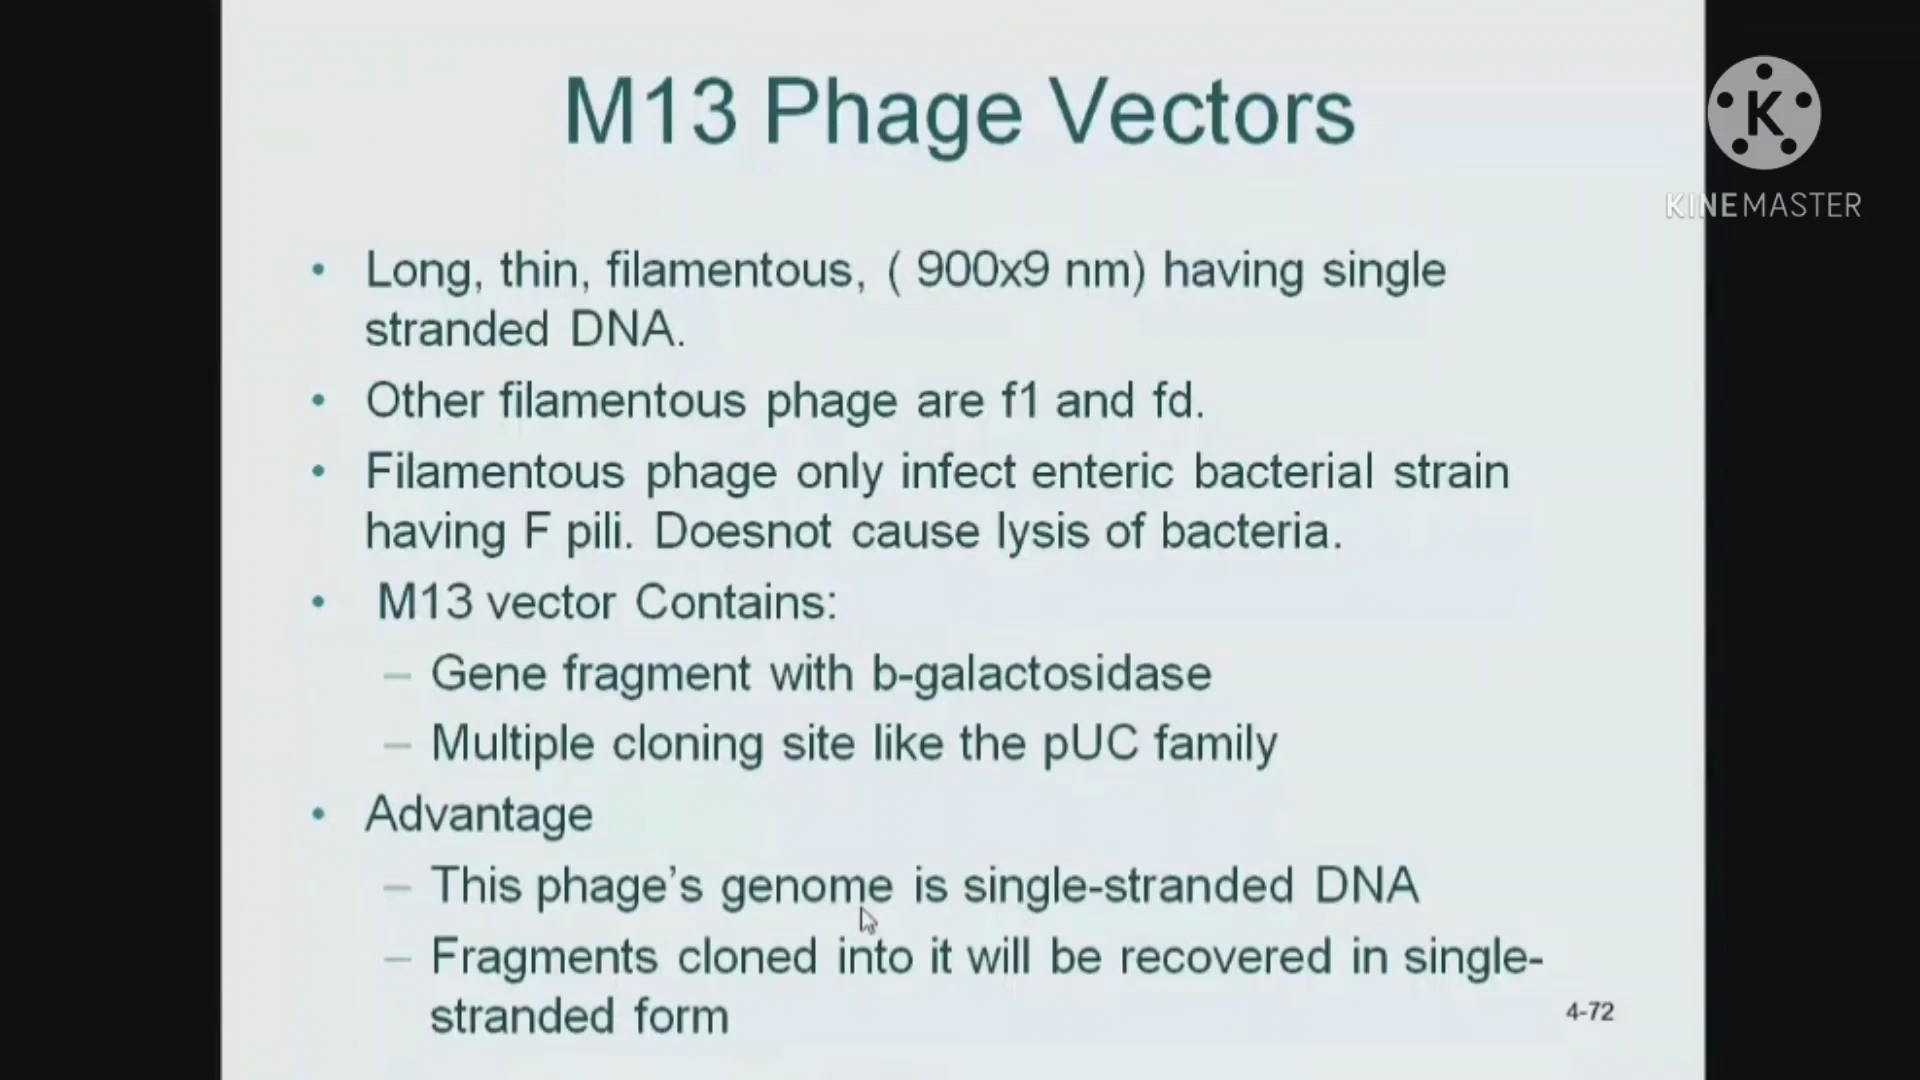 M13 Phage Vectors
K
KINEMASTER
• Long, thin, filamentous, ( 900x9 nm) having single
stranded DNA.
• Other filamentous phage are f1 and fd.
• Filamentous phage only infect enteric bacterial strain
having F pili. Doesnot cause lysis of bacteria.
• M13 vector Contains:
– Gene fragment with b-galactosidase
– Multiple cloning site like the pUC family
• Advantage
– This phage's genome is single-stranded DNA
– Fragments cloned into it will be recovered in single-
stranded form
4-72